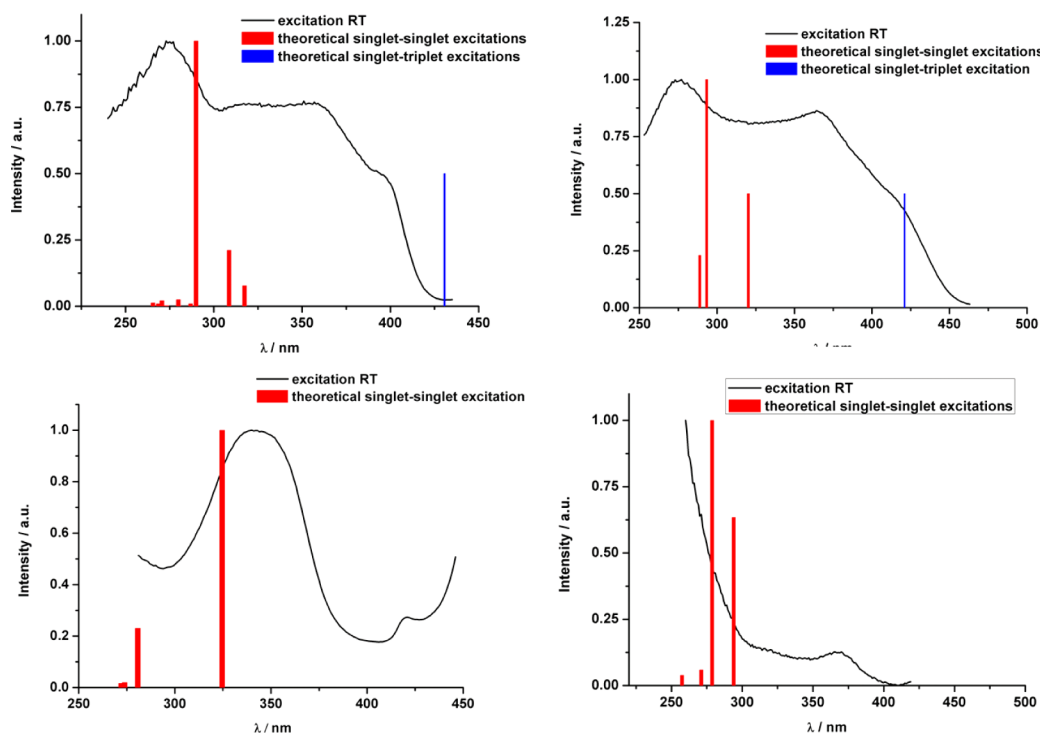 excitation RT
theoretical singlet-singlet excitations
theoretical singlet-triplet excitations
1.00
0.75
0.50
0.25
0.00
Intensity / a.u.
250 300 350 400 450
λ / nm
excitation RT
theoretical singlet-singlet excitations
theoretical singlet-triplet excitation
1.25
1.00
0.75
0.50
0.25
0.00
Intensity / a.u.
250 300 350 400 450 500
λ / nm
excitation RT
theoretical singlet-singlet excitation
1.0
0.8
0.6
0.4
0.2
0.0
Intensity / a.u.
250 300 350 400 450
λ / nm
ecxitation RT
theoretical singlet-singlet excitations
1.00
0.75
0.50
0.25
0.00
Intensity / a.u.
250 300 350 400 450 500
λ / nm